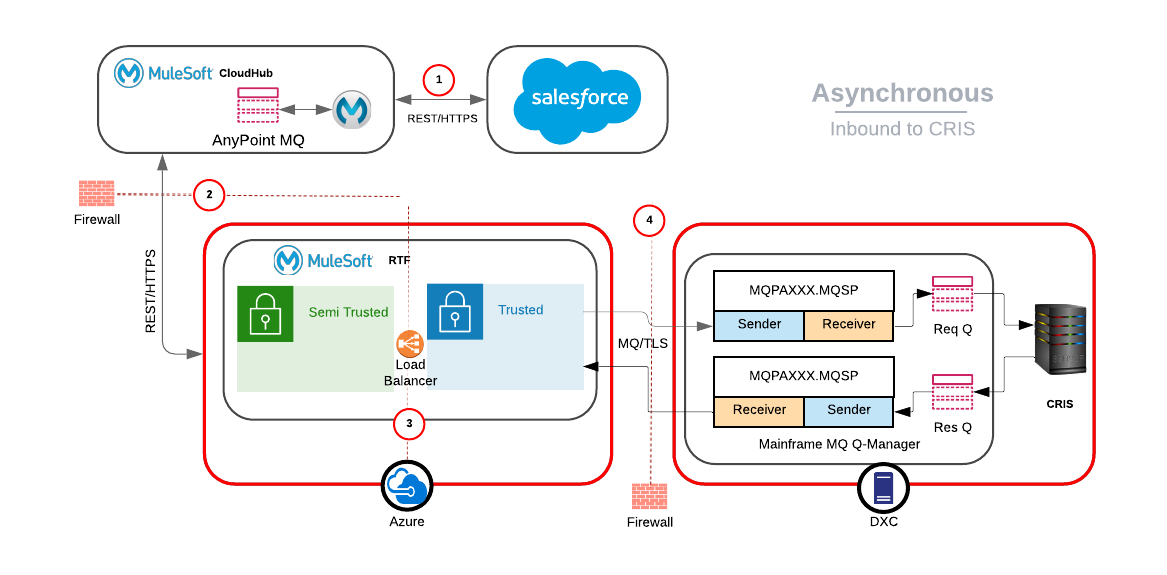 MuleSoft CloudHub
AnyPoint MQ
1
REST/HTTPS
salesforce
Asynchronous
Inbound to CRIS
Firewall
2
REST/HTTPS
MuleSoft RTF
Semi Trusted
Trusted
Load
Balancer
3
Azure
4
MQ/TLS
Firewall
MQPAXXX.MQSP
Sender
Receiver
Req Q
MQPAXXX.MQSP
Receiver
Sender
Res Q
Mainframe MQ Q-Manager
CRIS
DXC